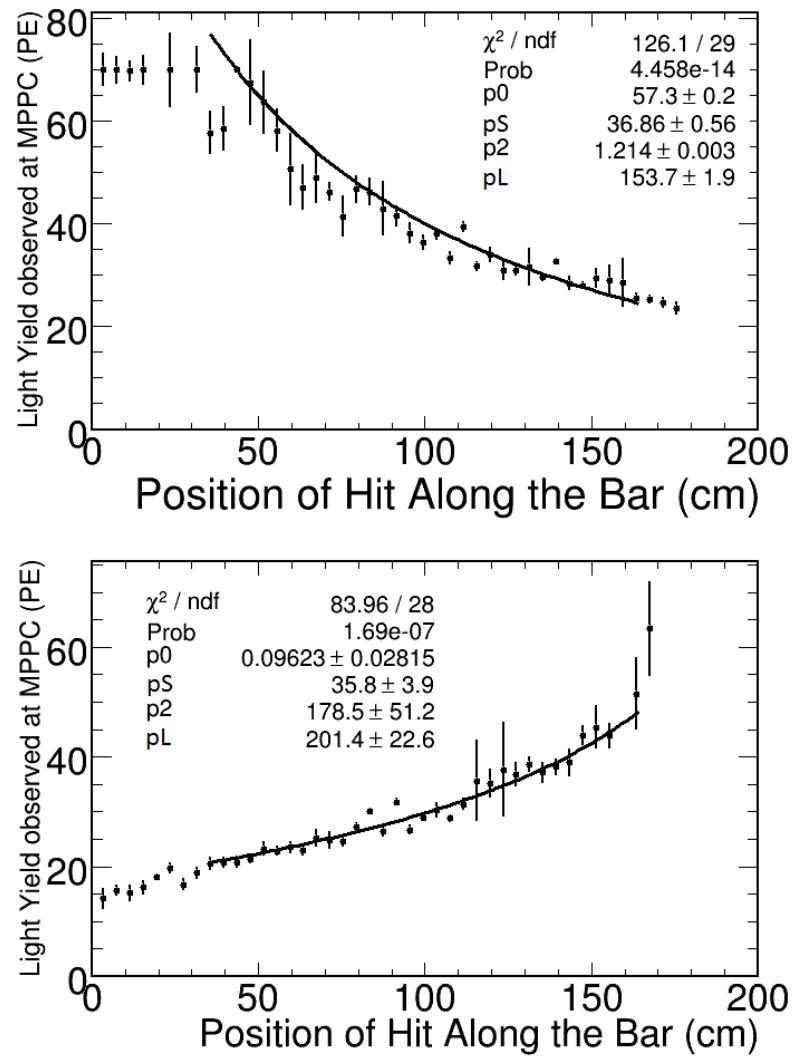 Light Yield observed at MPPC (PE)
80
60
40
20
0
χ² / ndf 126.1 / 29
Prob 4.458e-14
p0 57.3 ± 0.2
pS 36.86 ± 0.56
p2 1.214 ± 0.003
pL 153.7 ± 1.9
0 50 100 150 200
Position of Hit Along the Bar (cm)
Light Yield observed at MPPC (PE)
60
40
20
0
χ² / ndf 83.96 / 28
Prob 1.69e-07
p0 0.09623 ± 0.02815
pS 35.8 ± 3.9
p2 178.5 ± 51.2
pL 201.4 ± 22.6
0 50 100 150 200
Position of Hit Along the Bar (cm)